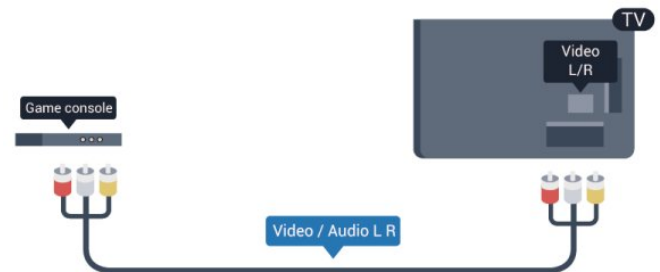 TV
Video
L/R
Game console
Video / Audio L R